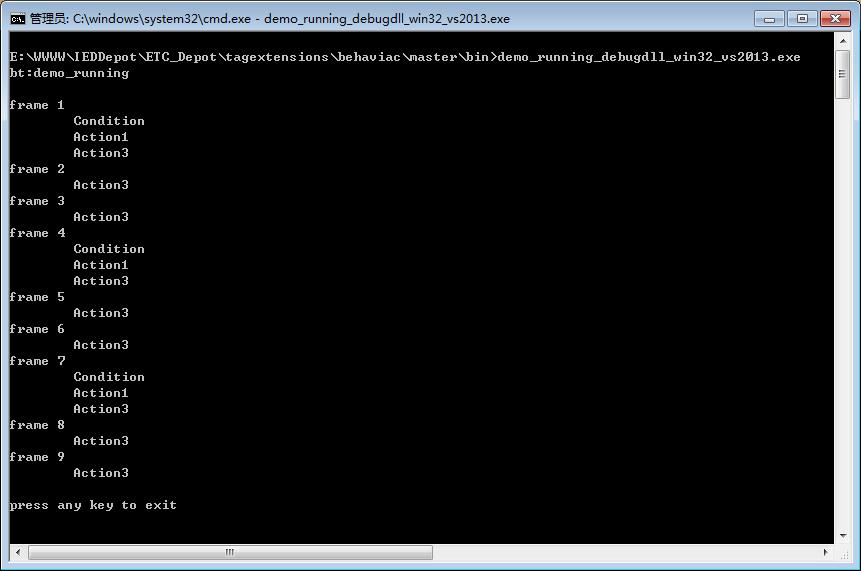 管理员: C:\windows\system32\cmd.exe - demo_running_debugdll_win32_vs2013.exe
E:\WWWW\IEDDepot\ETC_Depot\tagextensions\behaviac\master\bin>demo_running_debugdll_win32_vs2013.exe
bt:demo_running
frame 1
Condition
Action1
Action3
frame 2
Action3
frame 3
Action3
frame 4
Condition
Action1
Action3
frame 5
Action3
frame 6
Action3
frame 7
Condition
Action1
Action3
frame 8
Action3
frame 9
Action3
press any key to exit